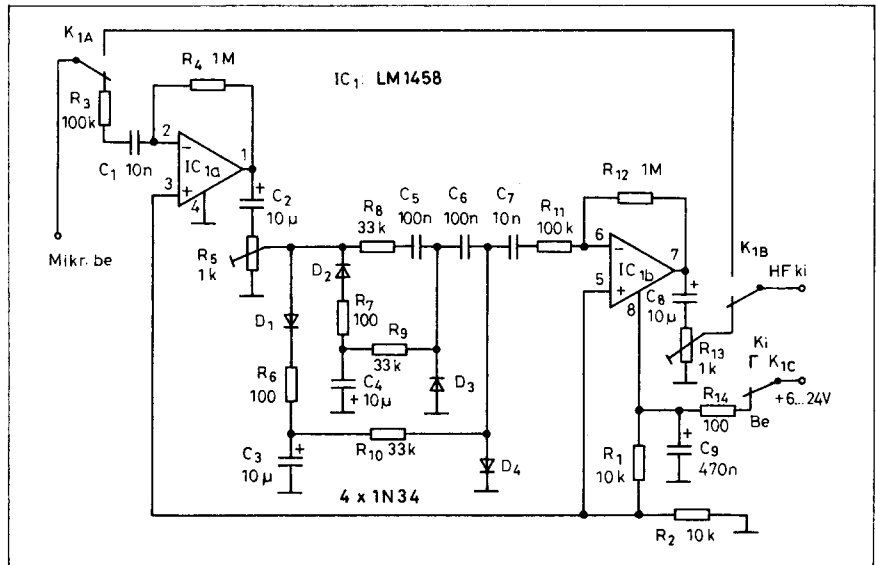 K1A
R4 1M
IC1: LM1458
R3
100k
2
C1 10n
3
IC1a
1
4
+
C2
10µ
R5
1k
Mikr. be
R8
33k
C5
100n
C6
100n
C7
10n
R11
100k
R12 1M
6
5
IC1b
7
8
K1B
HF ki
+
C8
10µ
R13
1k
Ki
K1C
+6...24V
Be
R14
100
D1
D2
R7
100
R9
33k
R6
100
C4
+ 10µ
D3
C3
10µ
+
R10 33k
D4
4 x 1N34
R1
10k
+
C9
470n
R2 10k